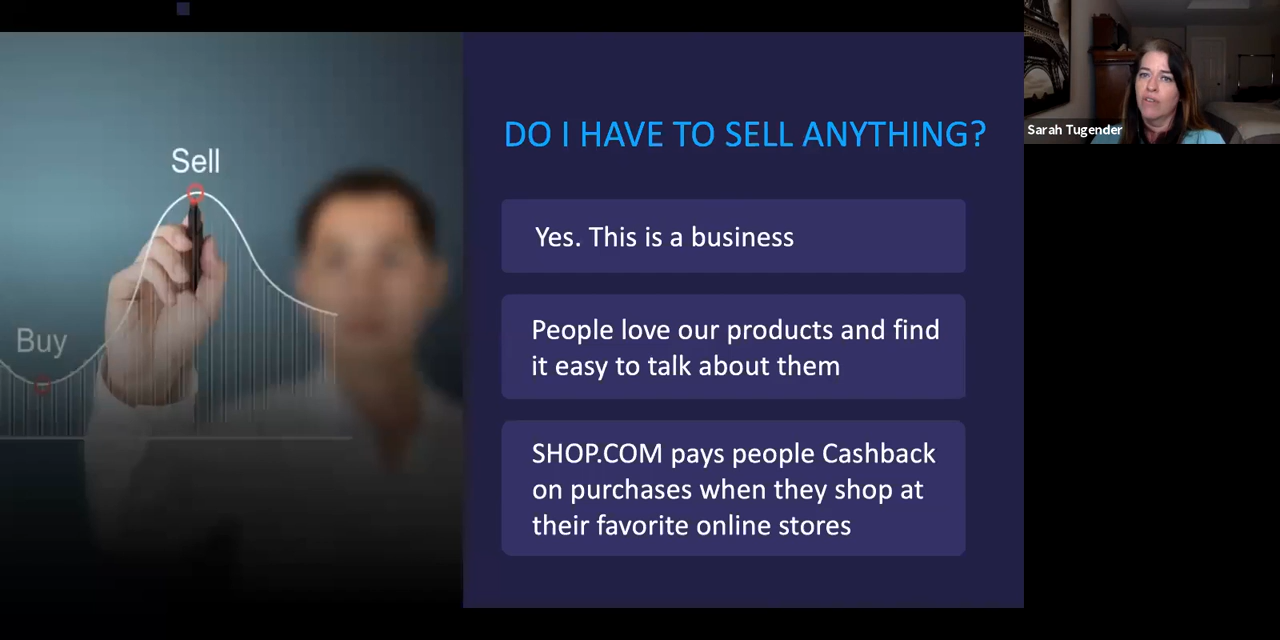 Sell
Buy
DO I HAVE TO SELL ANYTHING?
Yes. This is a business
People love our products and find
it easy to talk about them
SHOP.COM pays people Cashback
on purchases when they shop at
their favorite online stores
Sarah Tugender